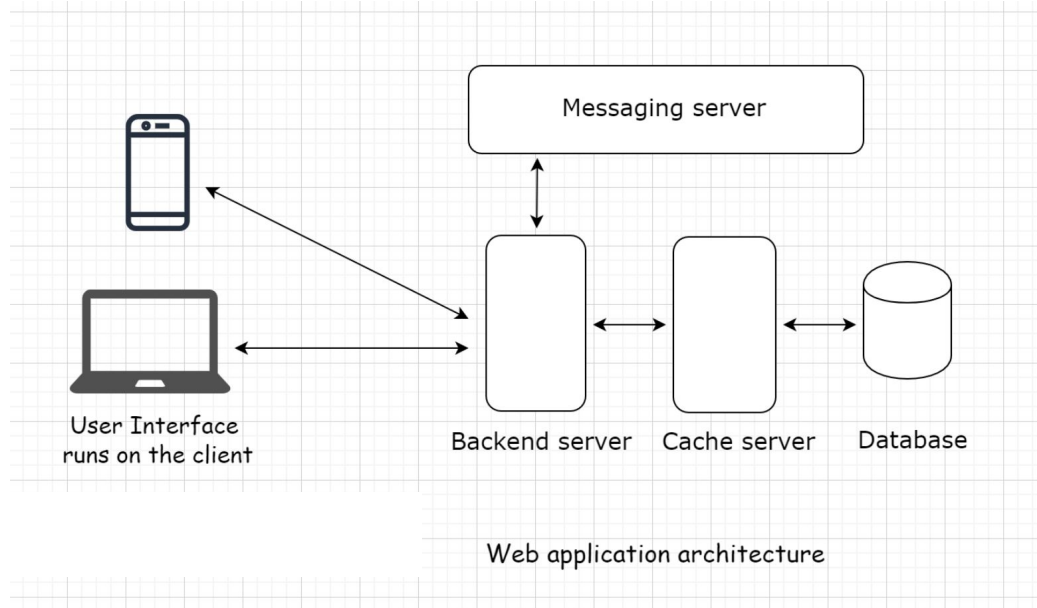 Messaging server
User Interface
runs on the client
Backend server
Cache server
Database
Web application architecture